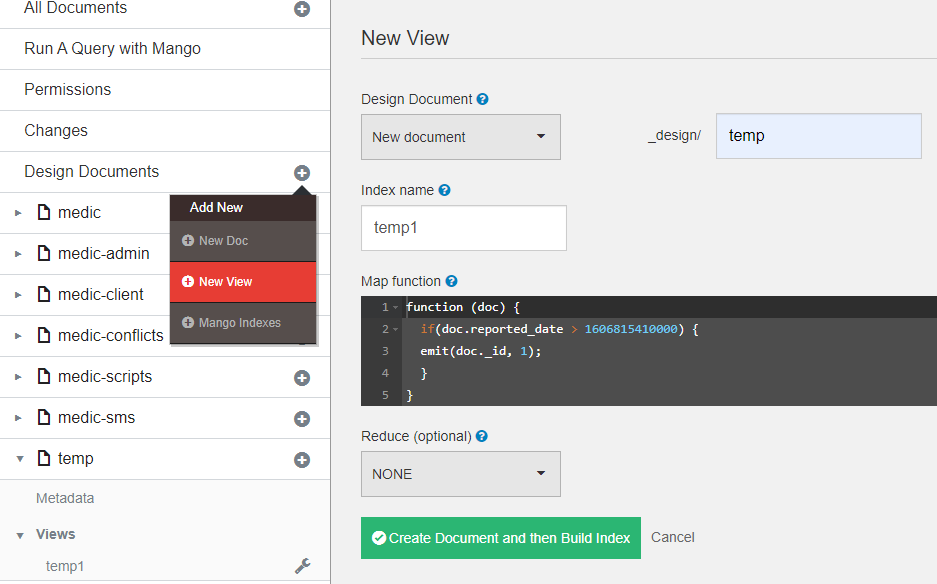 All Documents
Run A Query with Mango
Permissions
Changes
Design Documents
Add New
New Doc
New View
Mango Indexes
medic
medic-admin
medic-client
medic-conflicts
medic-scripts
medic-sms
temp
Metadata
Views
temp1
New View
Design Document
New document
_design/ temp
Index name
temp1
Map function
1 function (doc) {
2 if(doc.reported_date > 1606815410000) {
3 emit(doc._id, 1);
4 }
5 }
Reduce (optional)
NONE
Create Document and then Build Index Cancel